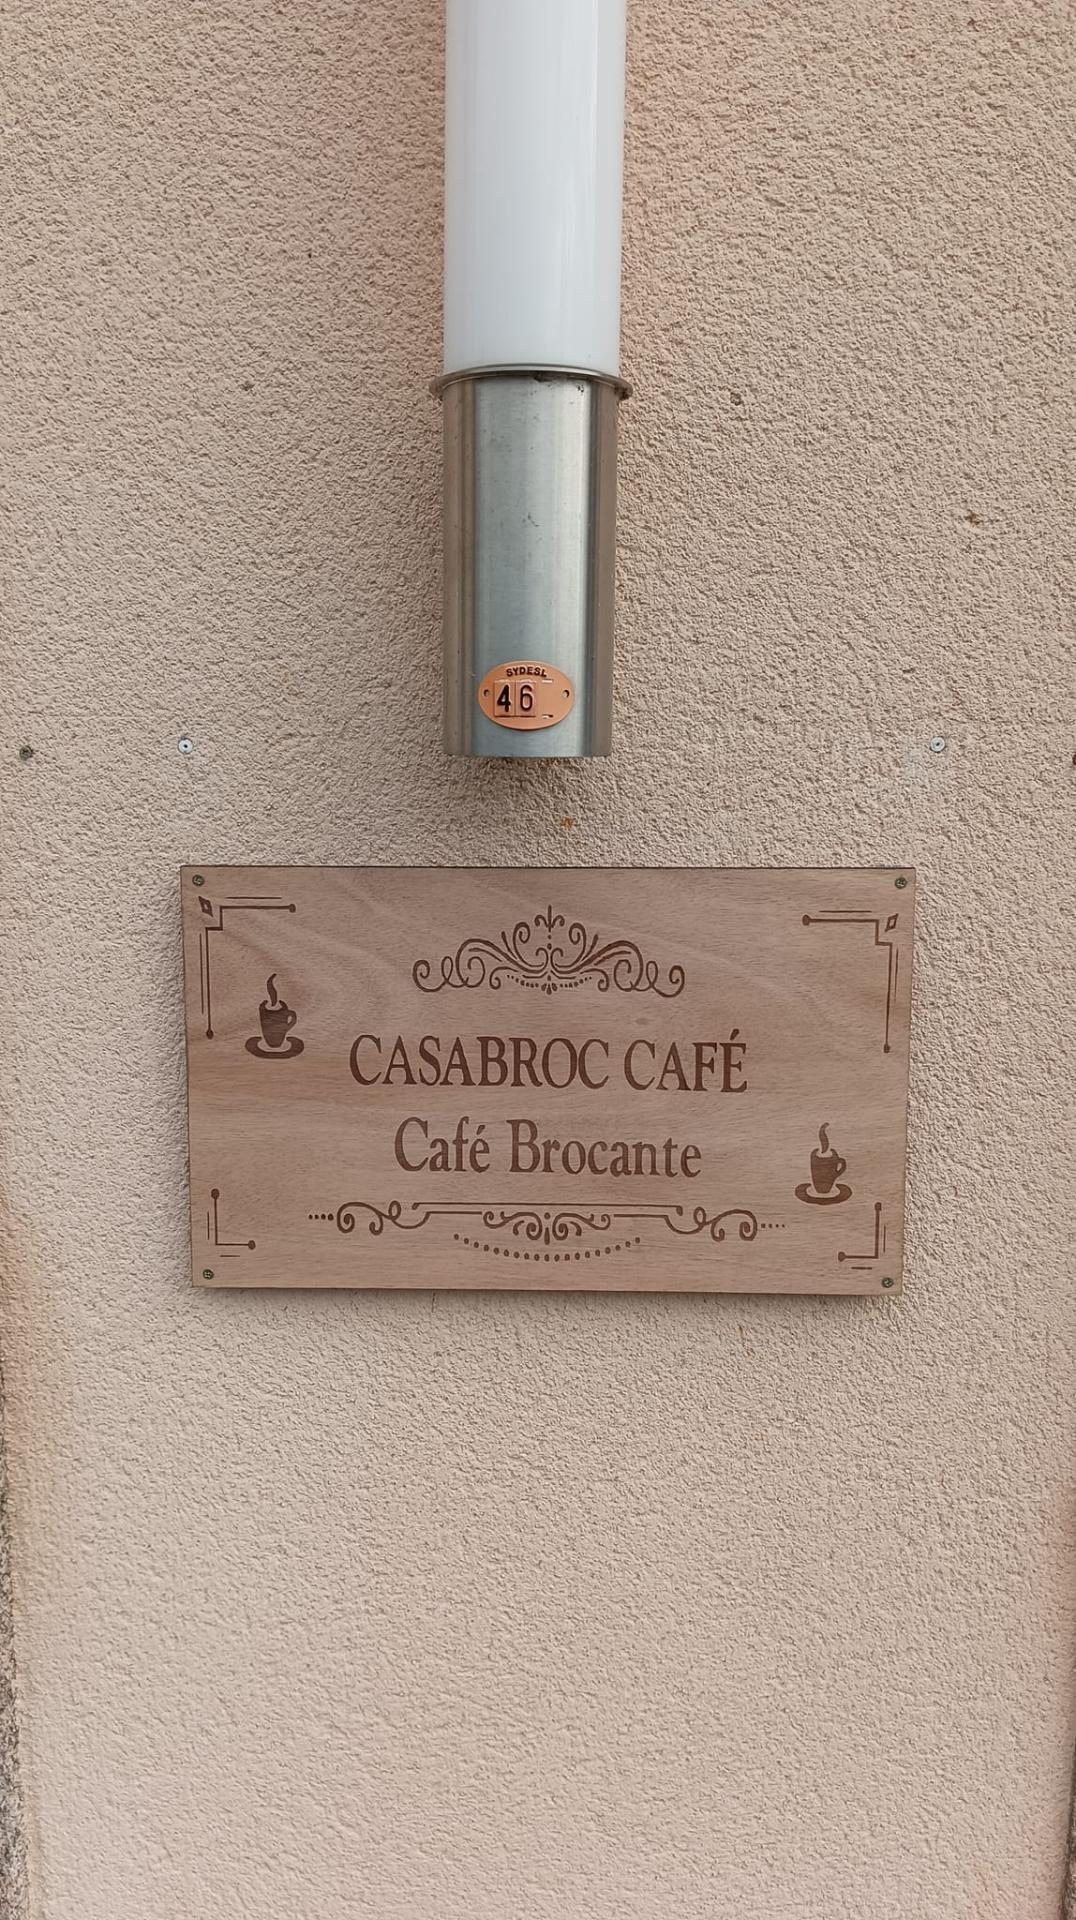 SYDESL
46
CASABROC CAFÉ
Café Brocante